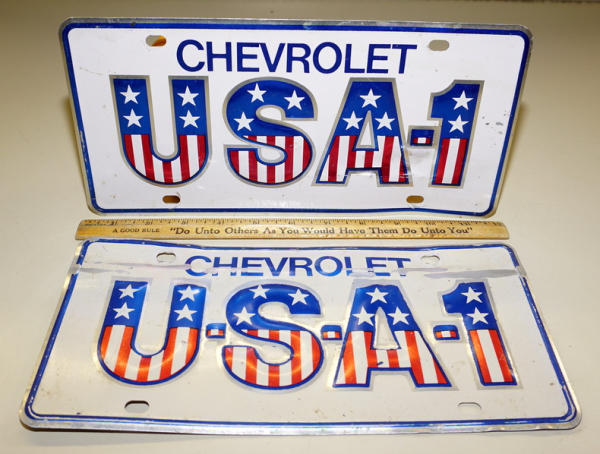 CHEVROLET
USA-1
A GOOD RULE "Do Unto Others As You Would Have Them Do Unto You"
CHEVROLET
U-S-A-1